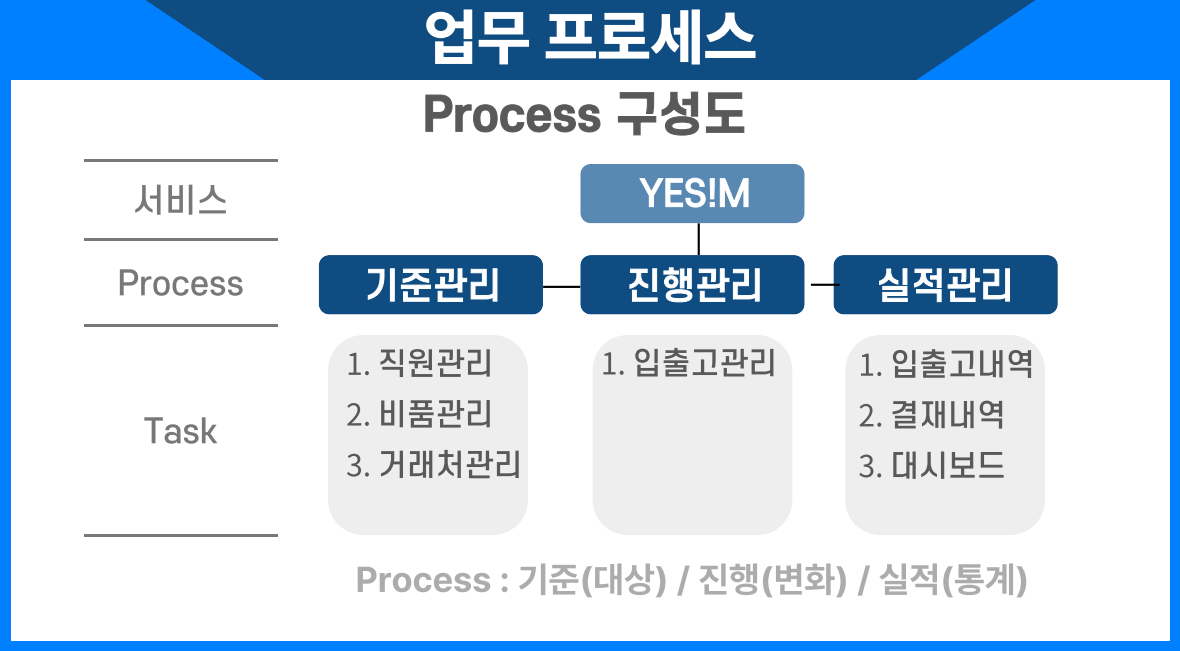 업무 프로세스
Process 구성도
서비스
YES!M
Process
기준관리
진행관리
실적관리
Task
1. 직원관리
2. 비품관리
3. 거래처관리
1. 입출고관리
1. 입출고내역
2. 결재내역
3. 대시보드
Process : 기준(대상) / 진행(변화) / 실적(통계)